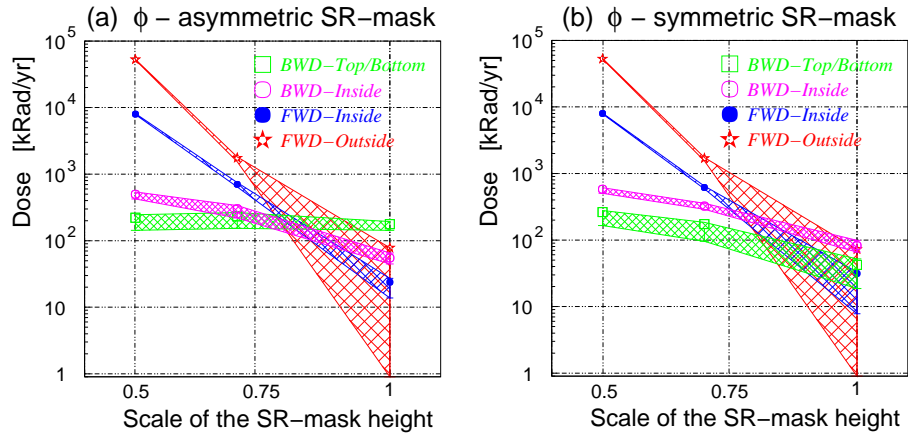 (a) ϕ − asymmetric SR−mask
Dose [kRad/yr]
10^5
10^4
10^3
10^2
10
1
BWD−Top/Bottom
BWD−Inside
FWD−Inside
FWD−Outside
0.5 0.75 1
Scale of the SR−mask height
(b) ϕ − symmetric SR−mask
Dose [kRad/yr]
10^5
10^4
10^3
10^2
10
1
BWD−Top/Bottom
BWD−Inside
FWD−Inside
FWD−Outside
0.5 0.75 1
Scale of the SR−mask height